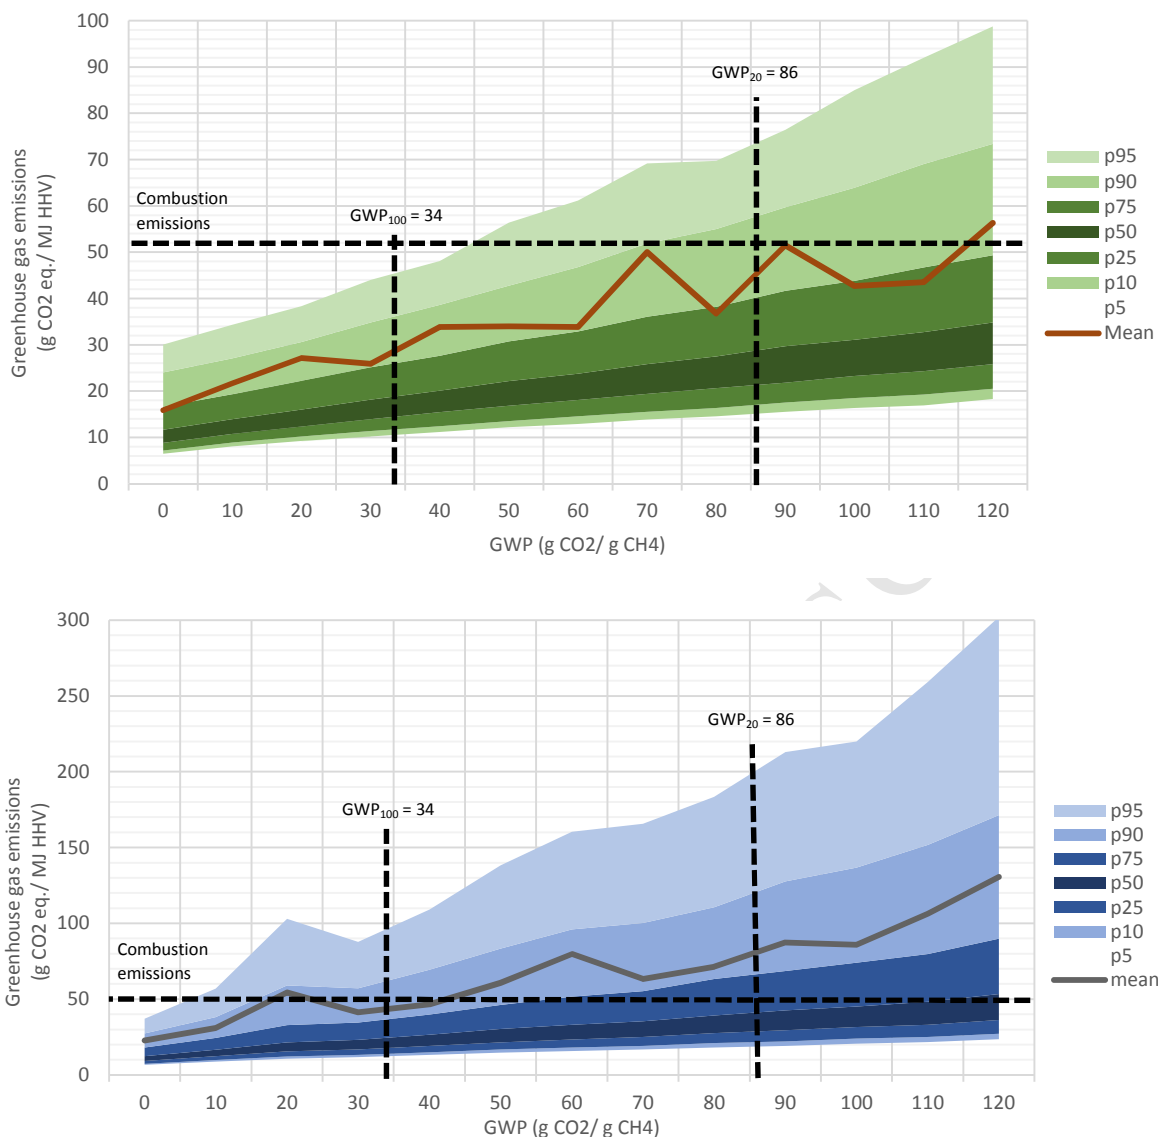 100
90
80
70
60
50
40
30
20
10
0
Greenhouse gas emissions
(g CO2 eq./ MJ HHV)
GWP20 = 86
Combustion
emissions
GWP100 = 34
0 10 20 30 40 50 60 70 80 90 100 110 120
GWP (g CO2/ g CH4)
p95
p90
p75
p50
p25
p10
p5
Mean
300
250
200
150
100
50
0
Greenhouse gas emissions
(g CO2 eq./ MJ HHV)
GWP20 = 86
GWP100 = 34
Combustion
emissions
0 10 20 30 40 50 60 70 80 90 100 110 120
GWP (g CO2/ g CH4)
p95
p90
p75
p50
p25
p10
p5
mean